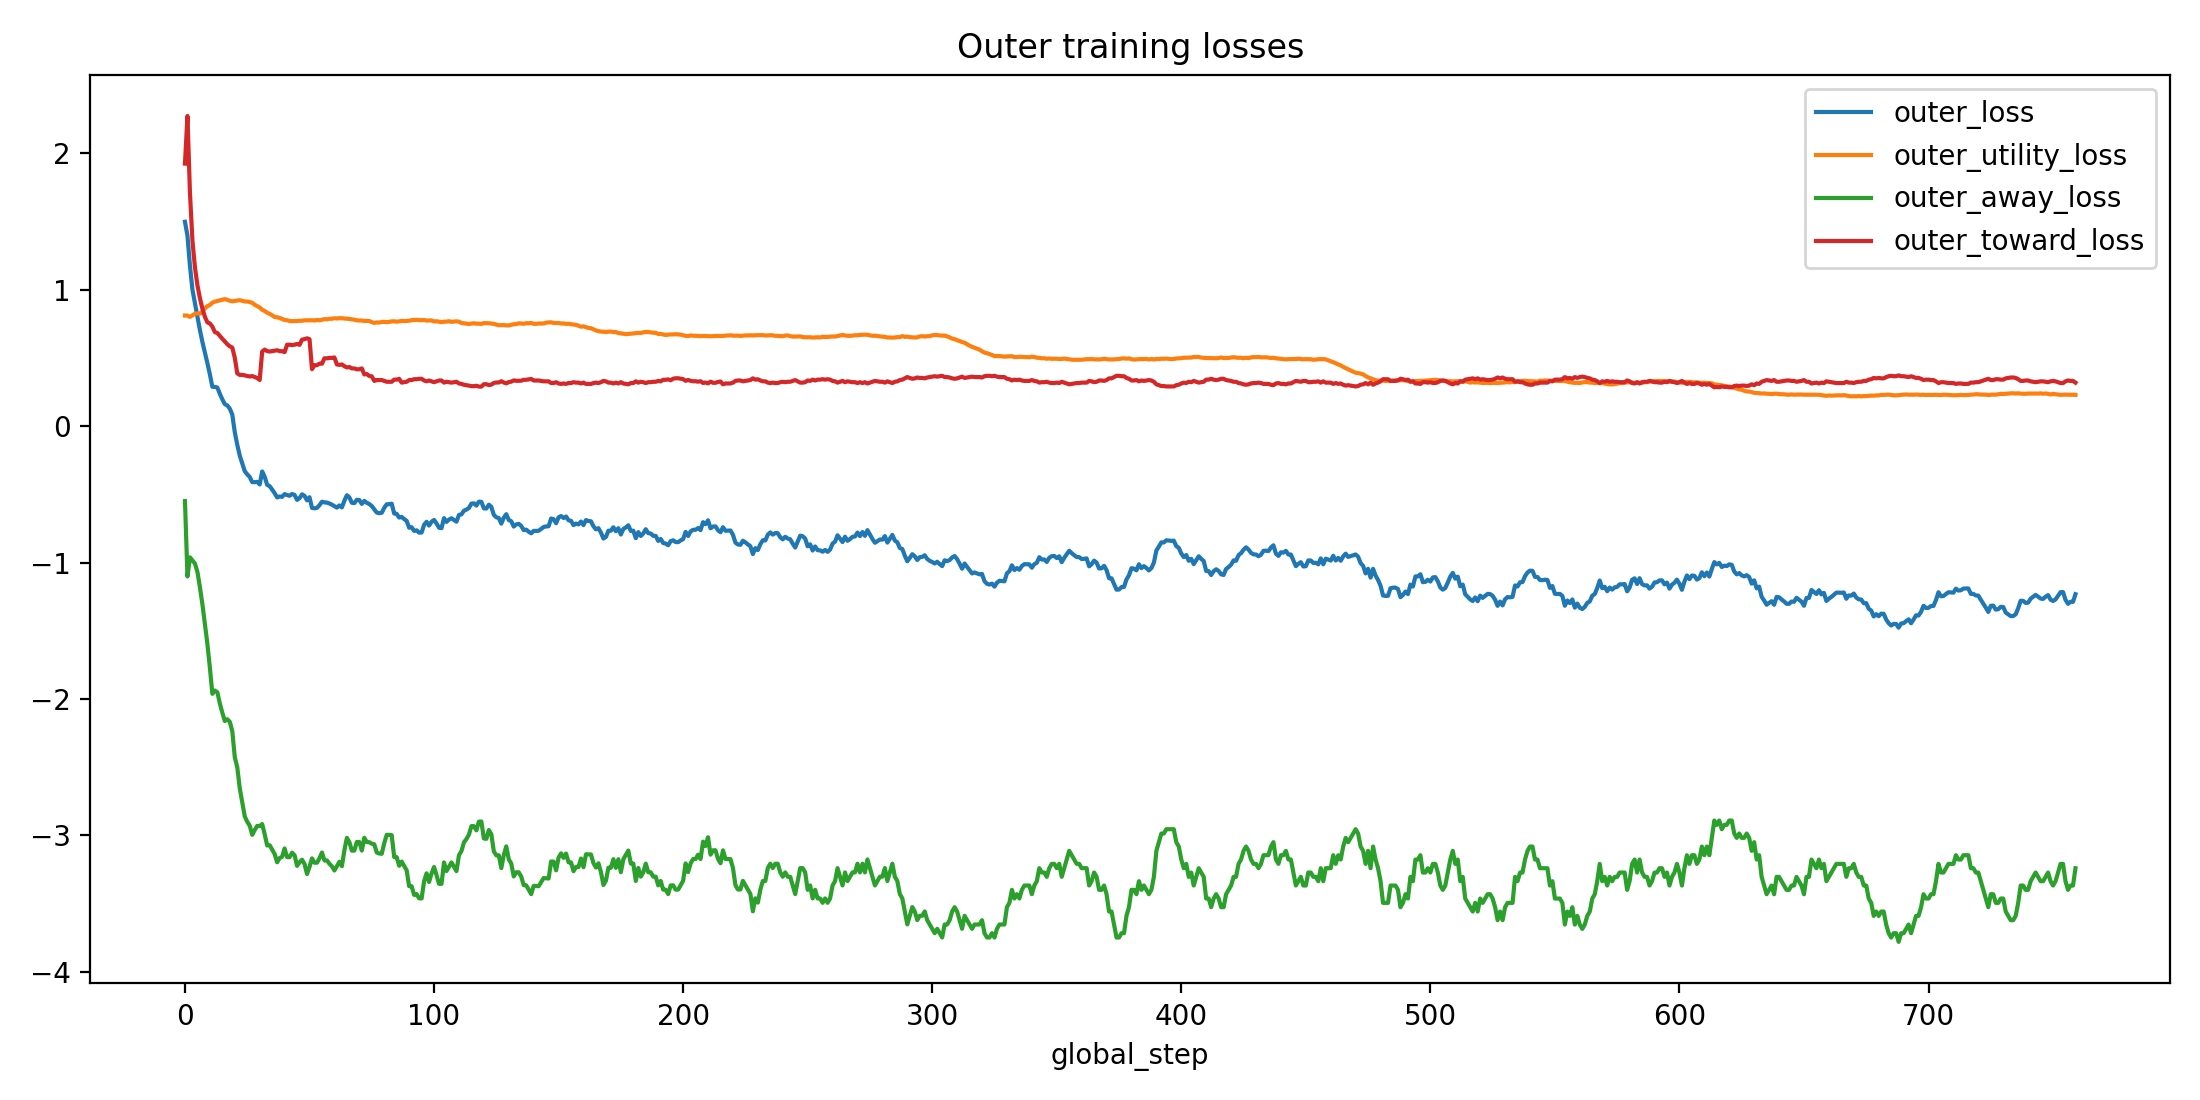 Outer training losses
outer_loss
outer_utility_loss
outer_away_loss
outer_toward_loss
2
1
0
−1
−2
−3
−4
0 100 200 300 400 500 600 700
global_step